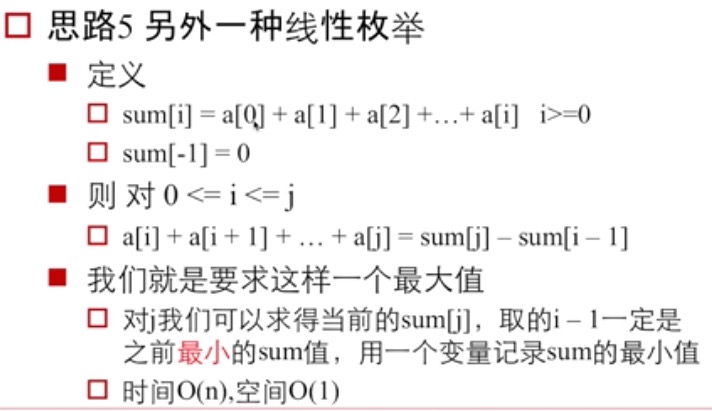 思路5 另外一种线性枚举
定义
sum[i] = a[0] + a[1] + a[2] +…+ a[i] i>=0
sum[-1] = 0
则 对 0 <= i <= j
a[i] + a[i + 1] + … + a[j] = sum[j] – sum[i – 1]
我们就是要求这样一个最大值
对j我们可以求得当前的sum[j]，取的i – 1一定是
之前最小的sum值，用一个变量记录sum的最小值
时间O(n),空间O(1)